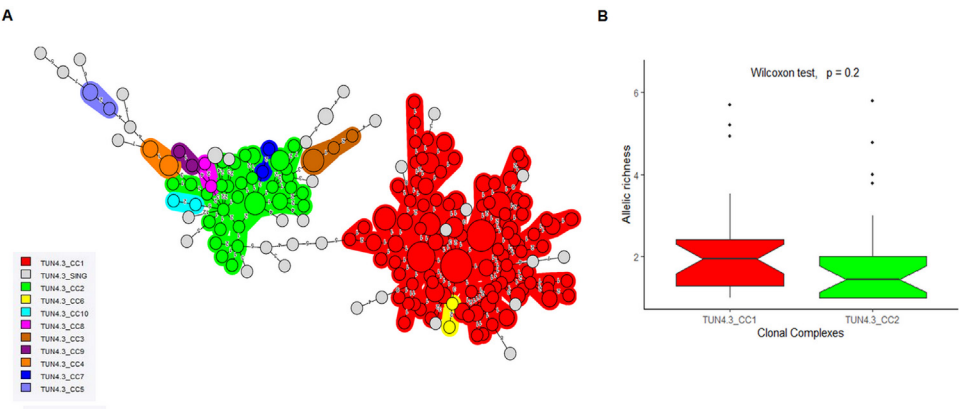 A
B
TUN4.3_CC1
TUN4.3_SING
TUN4.3_CC2
TUN4.3_CC6
TUN4.3_CC10
TUN4.3_CC8
TUN4.3_CC3
TUN4.3_CC9
TUN4.3_CC4
TUN4.3_CC7
TUN4.3_CC5
Wilcoxon test, p = 0.2
6
4
2
Allelic richness
TUN4.3_CC1
TUN4.3_CC2
Clonal Complexes